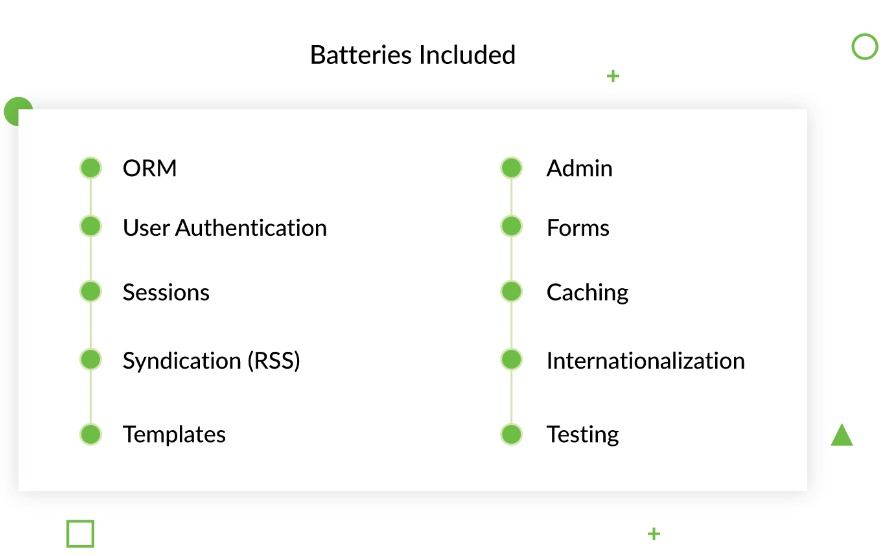 Batteries Included
ORM
User Authentication
Sessions
Syndication (RSS)
Templates
Admin
Forms
Caching
Internationalization
Testing